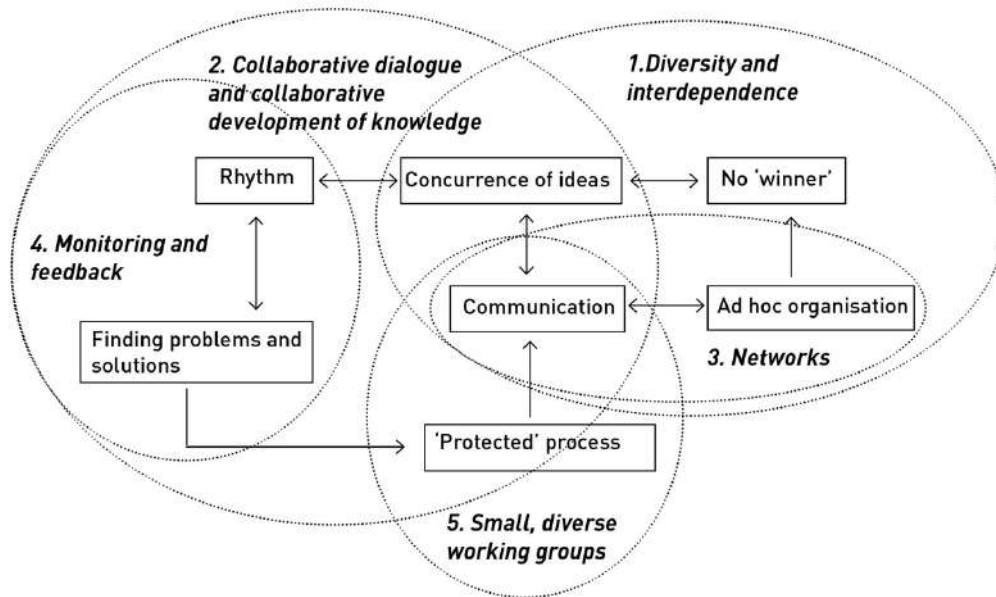 2. Collaborative dialogue
and collaborative
development of knowledge
1.Diversity and
interdependence
Rhythm
Concurrence of ideas
No ‘winner’
4. Monitoring and
feedback
Communication
Ad hoc organisation
Finding problems and
solutions
3. Networks
‘Protected’ process
5. Small, diverse
working groups